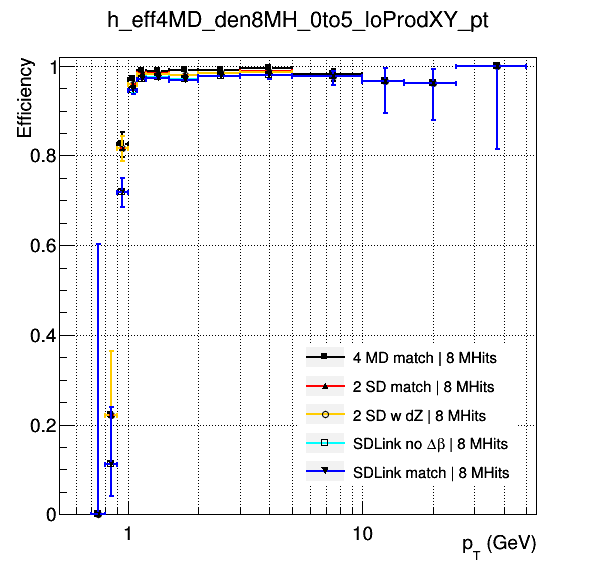 h_eff4MD_den8MH_0to5_loProdXY_pt
Efficiency
1
0.8
0.6
0.4
0.2
0
4 MD match | 8 MHits
2 SD match | 8 MHits
2 SD w dZ | 8 MHits
SDLink no Δβ | 8 MHits
SDLink match | 8 MHits
1 10
p_T (GeV)